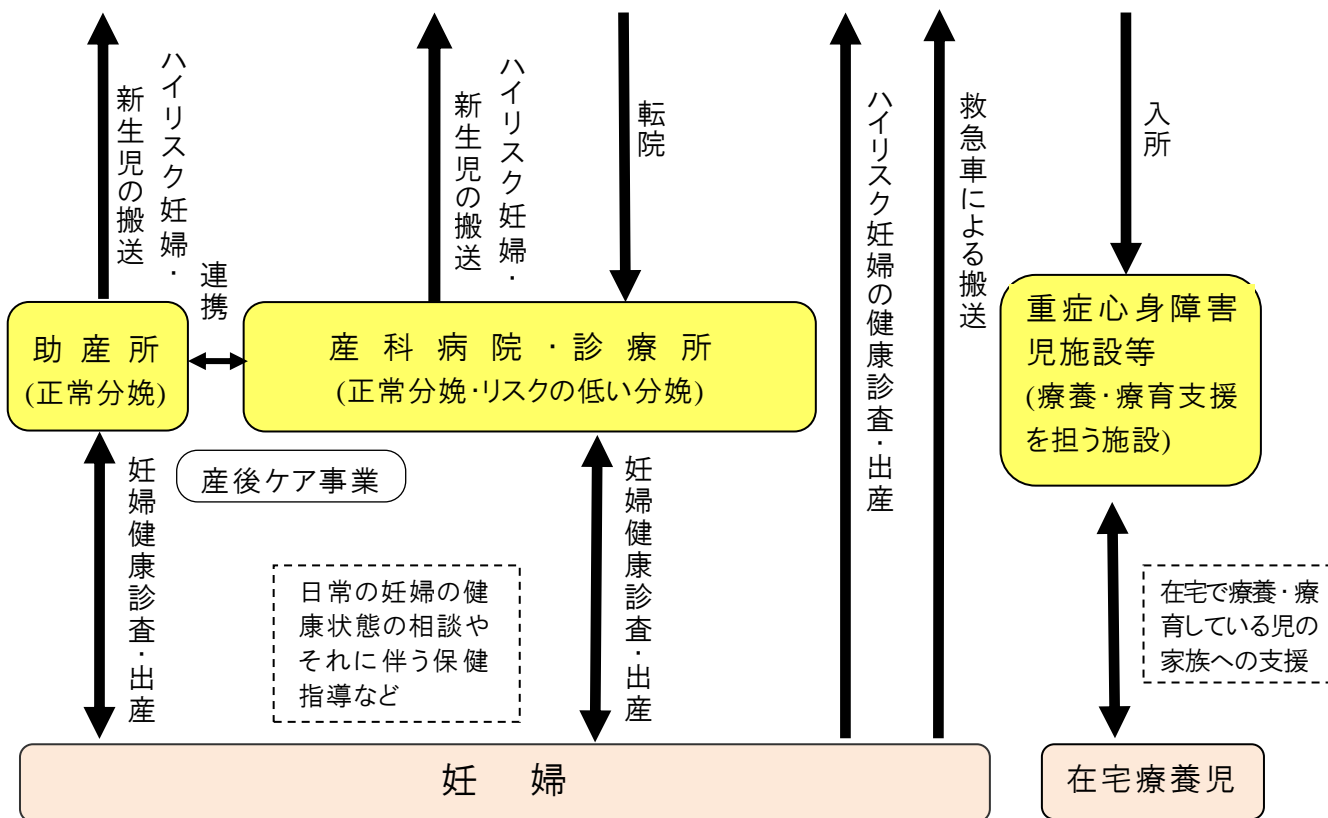 ハイリスク妊婦・
新生児の搬送
ハイリスク妊婦・
新生児の搬送
転院
ハイリスク妊婦の健康診査・出産
救急車による搬送
入所
連携
助産所
(正常分娩)
産科病院・診療所
(正常分娩・リスクの低い分娩)
重症心身障害
児施設等
(療養・療育支援
を担う施設)
妊婦健康診査・出産
産後ケア事業
日常の妊婦の健
康状態の相談や
それに伴う保健
指導など
妊婦健康診査・出産
在宅で療養・療
育している児の
家族への支援
妊婦
在宅療養児